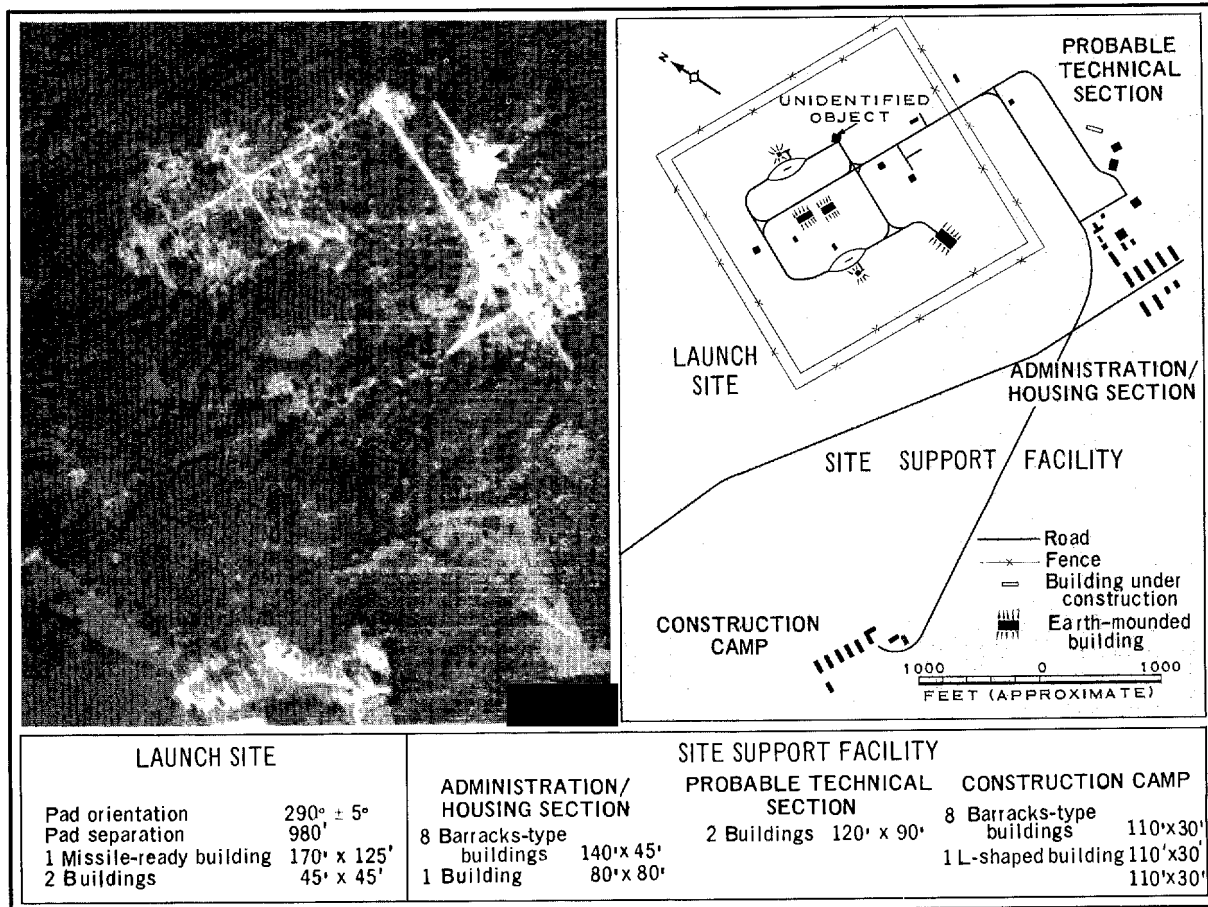 N
PROBABLE
TECHNICAL
SECTION
UNIDENTIFIED
OBJECT
LAUNCH
SITE
ADMINISTRATION/
HOUSING SECTION
SITE SUPPORT FACILITY
Road
Fence
Building under
construction
Earth-mounded
building
CONSTRUCTION
CAMP
1000 0 1000
FEET (APPROXIMATE)
LAUNCH SITE
Pad orientation 290° ± 5°
Pad separation 980'
1 Missile-ready building 170' x 125'
2 Buildings 45' x 45'
SITE SUPPORT FACILITY
ADMINISTRATION/
HOUSING SECTION
8 Barracks-type
buildings 140' x 45'
1 Building 80' x 80'
PROBABLE TECHNICAL
SECTION
2 Buildings 120' x 90'
CONSTRUCTION CAMP
8 Barracks-type
buildings 110'x30'
1 L-shaped building 110'x30'
110'x30'